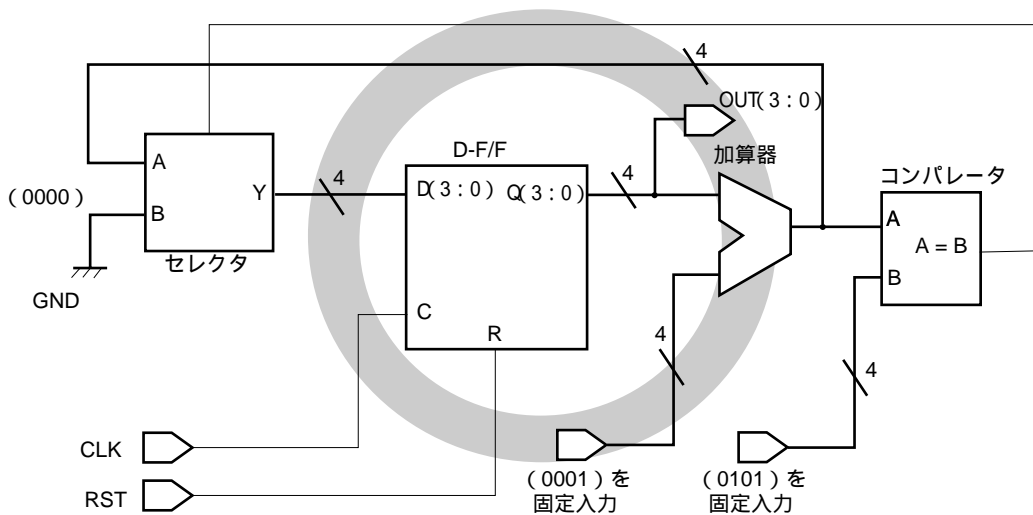 4
OUT(3:0)
D-F/F
加算器
コンパレータ
A
(0000)
B
Y
4
D(3:0)
Q(3:0)
4
A
A = B
B
セレクタ
GND
C
R
4
4
CLK
RST
(0001)を
固定入力
(0101)を
固定入力